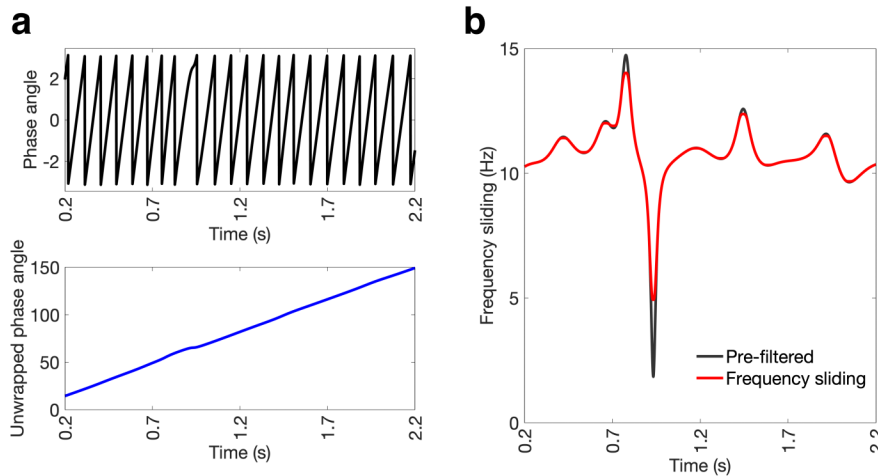 a
Phase angle
2
0
-2
0.2
0.7
1.2
1.7
2.2
Time (s)
Unwrapped phase angle
150
100
50
0
0.2
0.7
1.2
1.7
2.2
Time (s)
b
Frequency sliding (Hz)
15
10
5
0
Pre-filtered
Frequency sliding
0.2
0.7
1.2
1.7
2.2
Time (s)